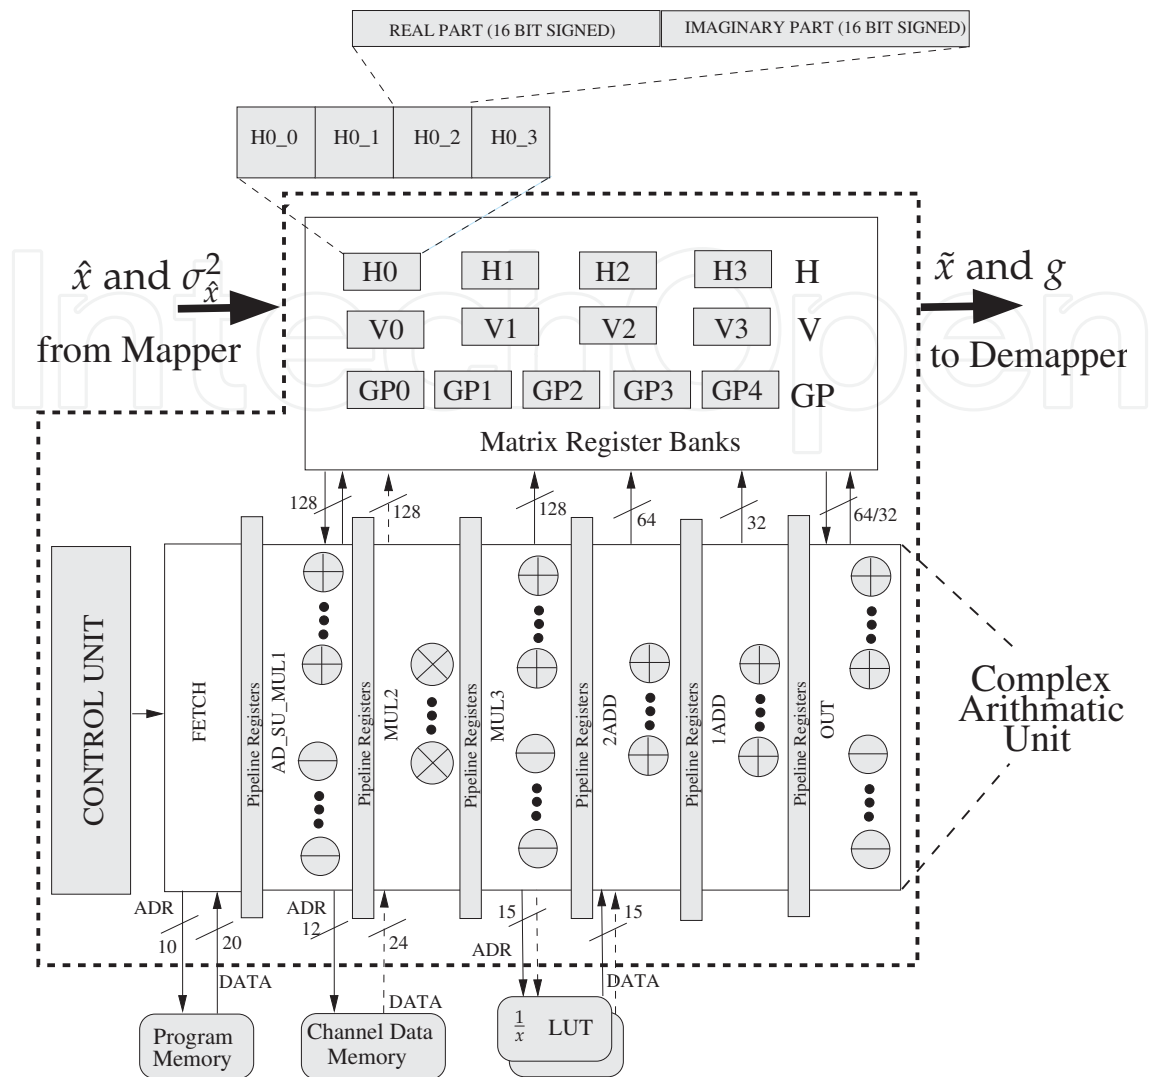 REAL PART (16 BIT SIGNED) IMAGINARY PART (16 BIT SIGNED)
H0_0 H0_1 H0_2 H0_3
x̂ and σ²x̂
from Mapper
H0 H1 H2 H3 H
V0 V1 V2 V3 V
GP0 GP1 GP2 GP3 GP4 GP
Matrix Register Banks
x̃ and g
to Demapper
IntechOpen
128 128 128 64 32 64/32
CONTROL UNIT
FETCH
Pipeline Registers
AD_SU_MUL1
Pipeline Registers
MUL2
Pipeline Registers
MUL3
Pipeline Registers
2ADD
Pipeline Registers
1ADD
Pipeline Registers
OUT
Complex
Arithmatic
Unit
ADR
10
20
DATA
ADR
12
24
DATA
15
ADR
15
DATA
Program
Memory
Channel Data
Memory
1/x LUT